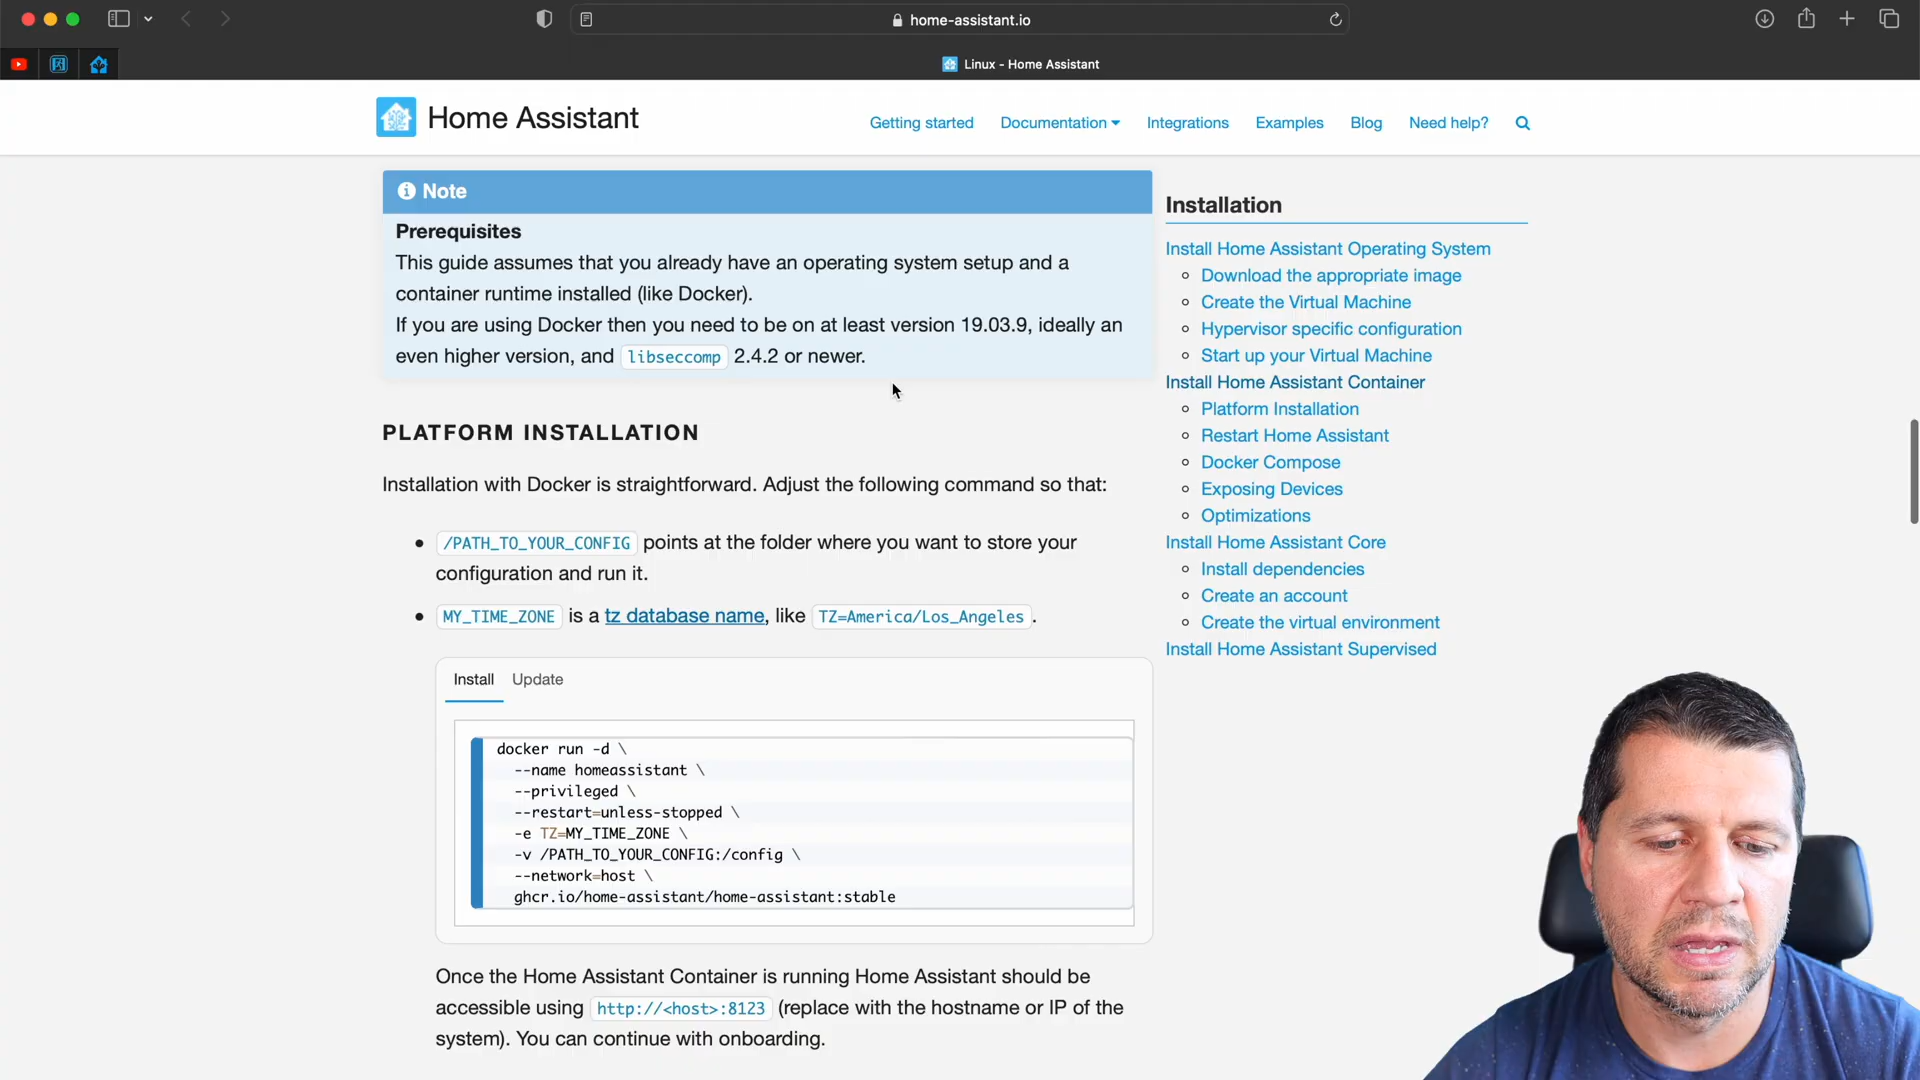 home-assistant.io
Linux - Home Assistant
Home Assistant
Getting started
Documentation
Integrations
Examples
Blog
Need help?
Note
Prerequisites
This guide assumes that you already have an operating system setup and a
container runtime installed (like Docker).
If you are using Docker then you need to be on at least version 19.03.9, ideally an
even higher version, and libseccomp 2.4.2 or newer.
PLATFORM INSTALLATION
Installation with Docker is straightforward. Adjust the following command so that:
/PATH_TO_YOUR_CONFIG points at the folder where you want to store your
configuration and run it.
MY_TIME_ZONE is a tz database name, like TZ=America/Los_Angeles.
Install Update
docker run -d \
--name homeassistant \
--privileged \
--restart=unless-stopped \
-e TZ=MY_TIME_ZONE \
-v /PATH_TO_YOUR_CONFIG:/config \
--network=host \
ghcr.io/home-assistant/home-assistant:stable
Once the Home Assistant Container is running Home Assistant should be
accessible using http://<host>:8123 (replace with the hostname or IP of the
system). You can continue with onboarding.
Installation
Install Home Assistant Operating System
Download the appropriate image
Create the Virtual Machine
Hypervisor specific configuration
Start up your Virtual Machine
Install Home Assistant Container
Platform Installation
Restart Home Assistant
Docker Compose
Exposing Devices
Optimizations
Install Home Assistant Core
Install dependencies
Create an account
Create the virtual environment
Install Home Assistant Supervised